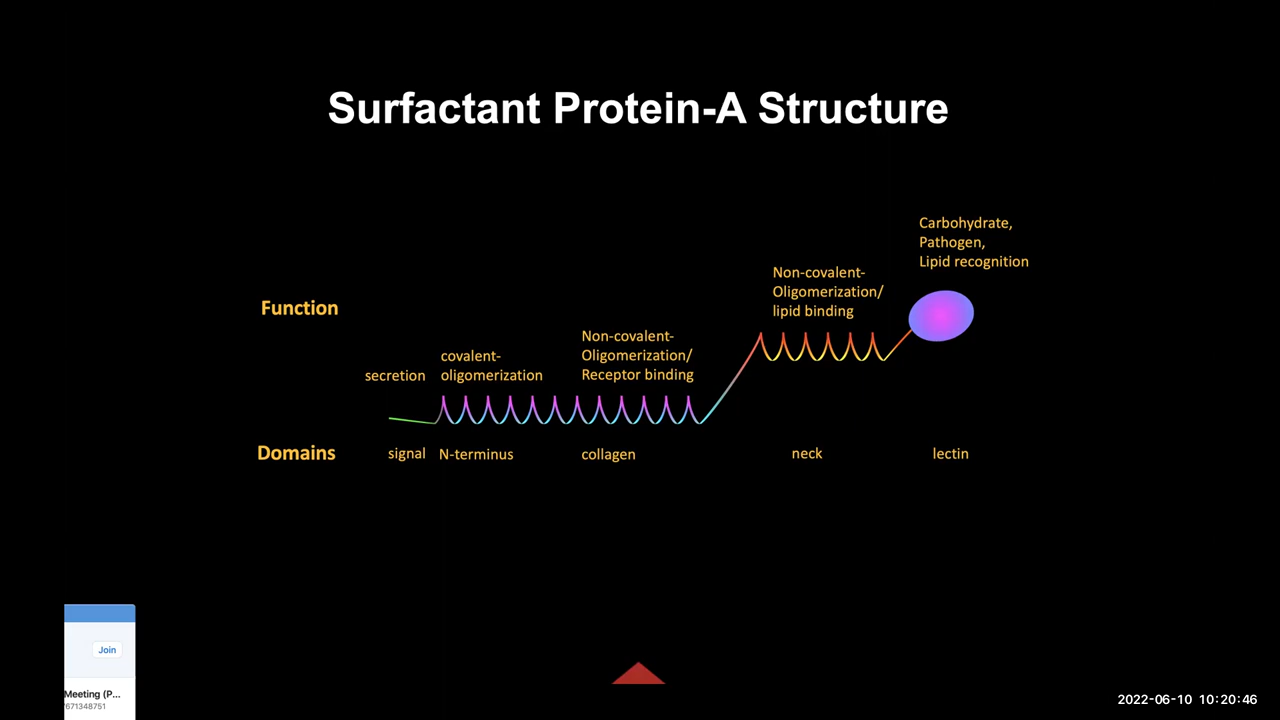 Surfactant Protein-A Structure
Carbohydrate,
Pathogen,
Lipid recognition
Non-covalent-
Oligomerization/
lipid binding
Function
Non-covalent-
Oligomerization/
Receptor binding
covalent-
oligomerization
secretion
Domains
signal
N-terminus
collagen
neck
lectin
Join
Meeting (P...
671348751
2022-06-10 10:20:46